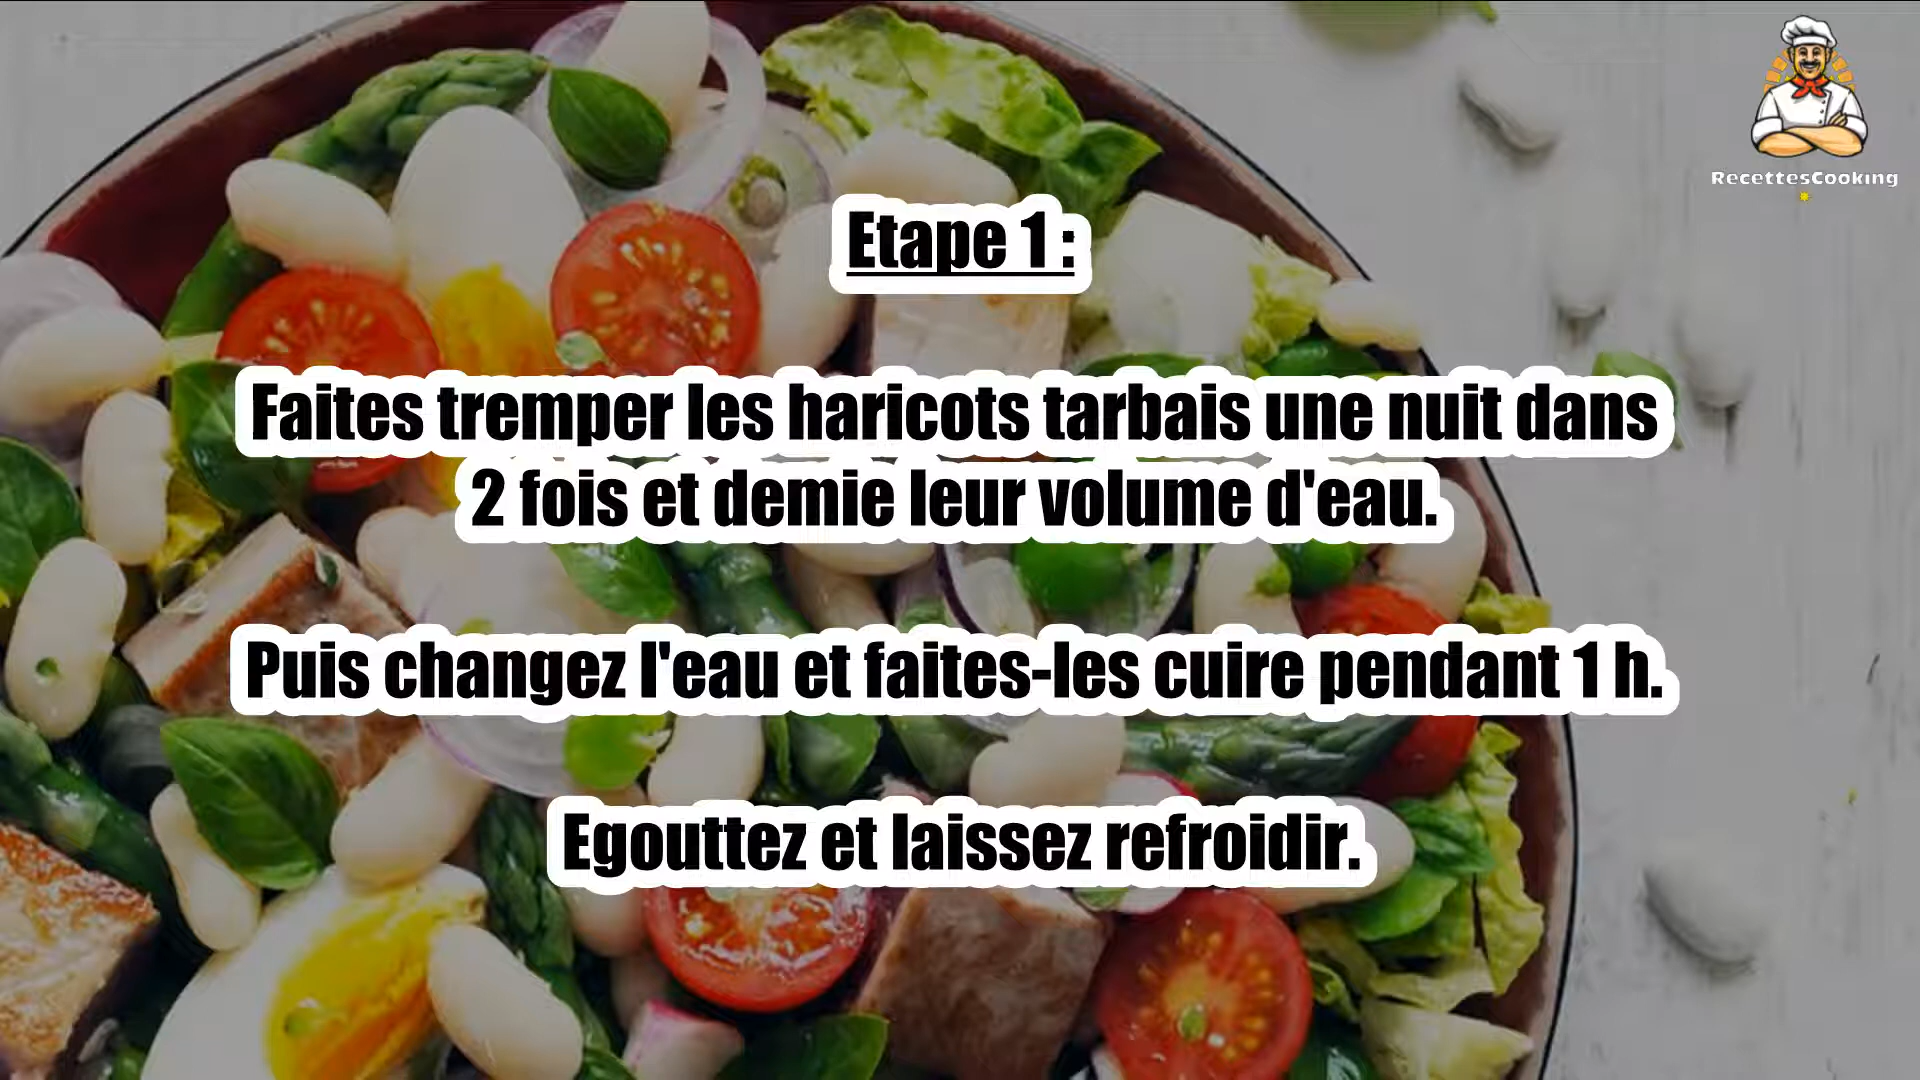 RecettesCooking
Etape 1 :
Faites tremper les haricots tarbais une nuit dans
2 fois et demie leur volume d'eau.
Puis changez l'eau et faites-les cuire pendant 1 h.
Egouttez et laissez refroidir.